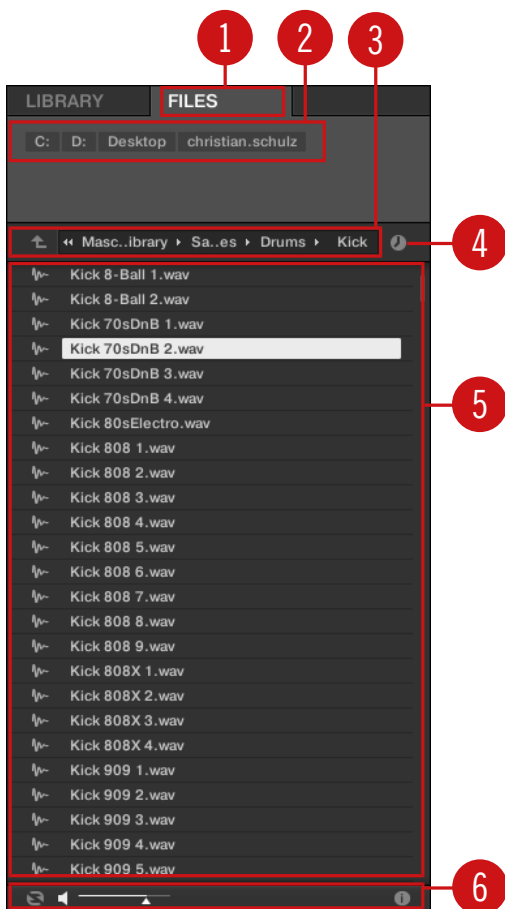 1 2 3
LIBRARY FILES
C: D: Desktop christian.schulz
Masc..ibrary Sa..es Drums Kick 4
Kick 8-Ball 1.wav
Kick 8-Ball 2.wav
Kick 70sDnB 1.wav
Kick 70sDnB 2.wav
Kick 70sDnB 3.wav
Kick 70sDnB 4.wav
5
Kick 80sElectro.wav
Kick 808 1.wav
Kick 808 2.wav
Kick 808 3.wav
Kick 808 4.wav
Kick 808 5.wav
Kick 808 6.wav
Kick 808 7.wav
Kick 808 8.wav
Kick 808 9.wav
Kick 808X 1.wav
Kick 808X 2.wav
Kick 808X 3.wav
Kick 808X 4.wav
Kick 909 1.wav
Kick 909 2.wav
Kick 909 3.wav
Kick 909 4.wav
Kick 909 5.wav
6